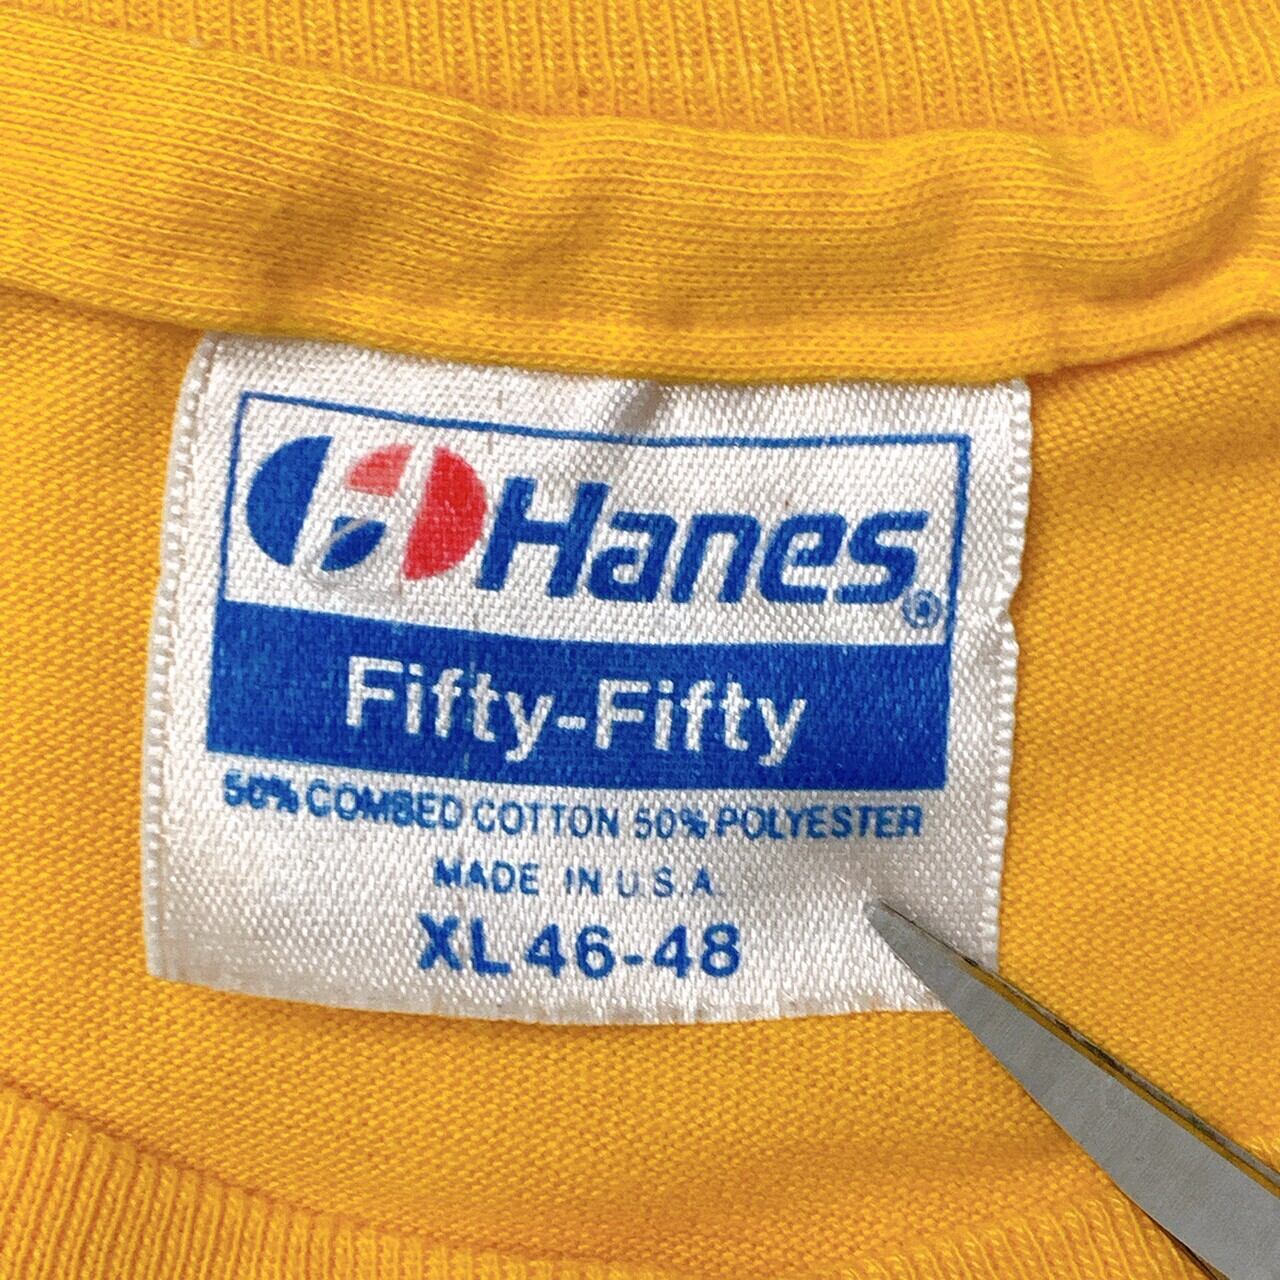 Hanes®
Fifty-Fifty
50% COMBED COTTON 50% POLYESTER
MADE IN U.S.A.
XL 46-48